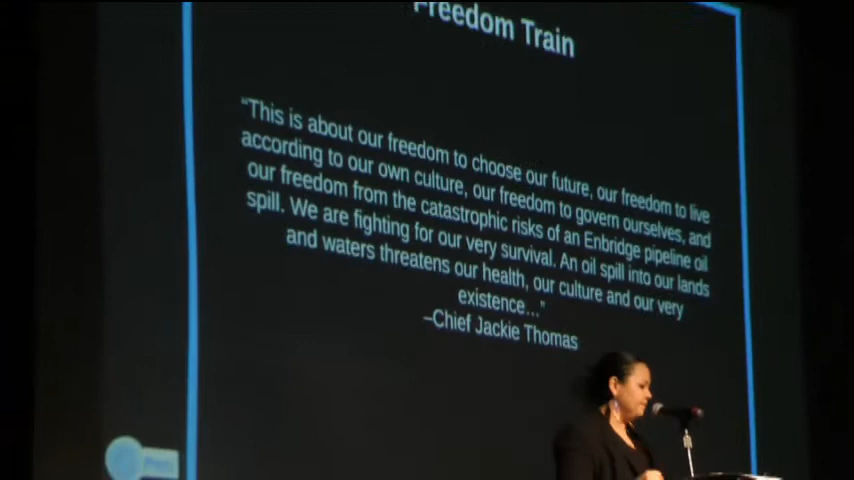 Freedom Train
“This is about our freedom to choose our future, our freedom to live
according to our own culture, our freedom to govern ourselves, and
our freedom from the catastrophic risks of an Enbridge pipeline oil
spill. We are fighting for our very survival. An oil spill into our lands
and waters threatens our health, our culture and our very
existence…”
–Chief Jackie Thomas